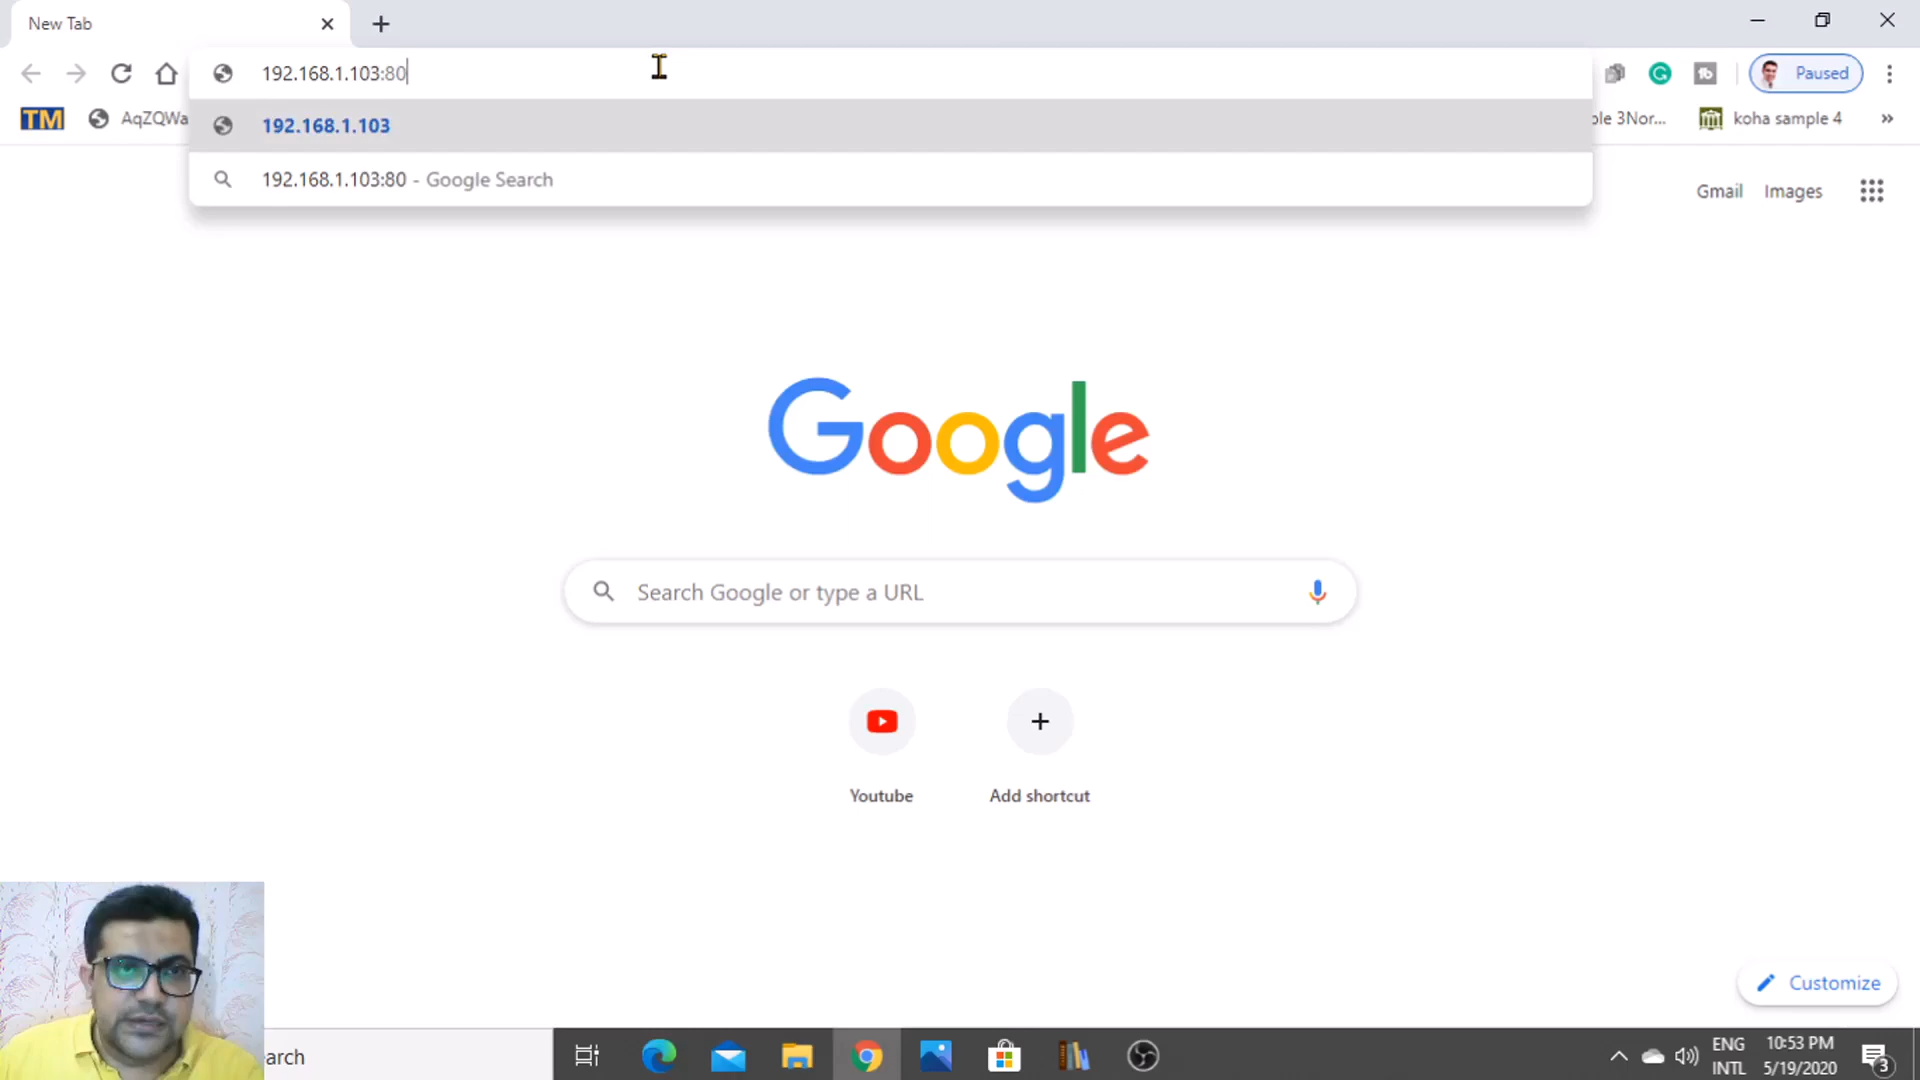 New Tab
192.168.1.103:80
Paused
TM
AqZQWa
192.168.1.103
ple 3Nor...
koha sample 4
192.168.1.103:80 - Google Search
Gmail
Images
Google
Search Google or type a URL
Youtube
Add shortcut
Customize
earch
ENG
INTL
10:53 PM
5/19/2020
3